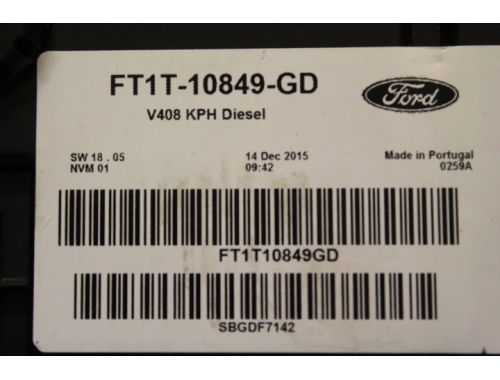 FT1T-10849-GD
Ford
V408 KPH Diesel
SW 18 . 05
14 Dec 2015
Made in Portugal
NVM 01
09:42
0259A
FT1T10849GD
SBGDF7142